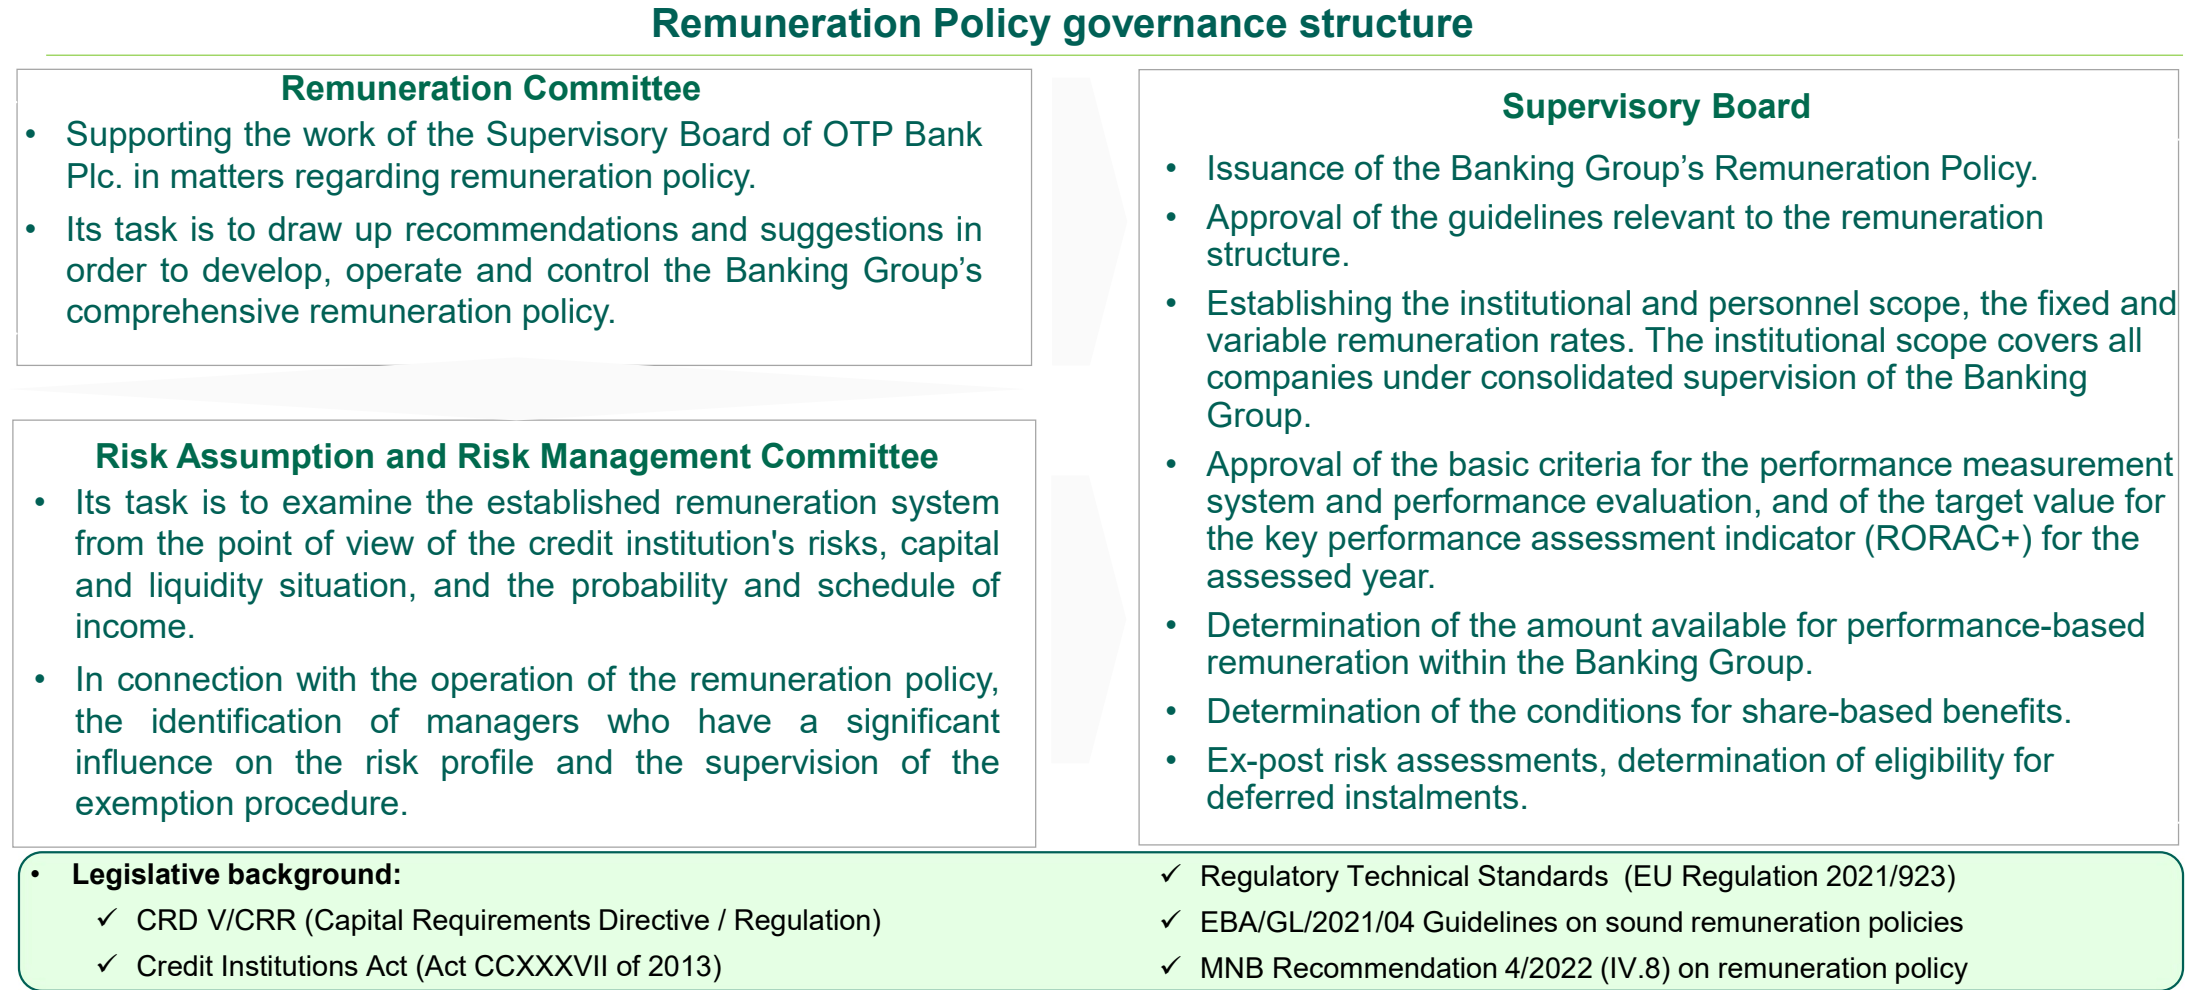 Remuneration Policy governance structure
Remuneration Committee
• Supporting the work of the Supervisory Board of OTP Bank
Plc. in matters regarding remuneration policy.
• Its task is to draw up recommendations and suggestions in
order to develop, operate and control the Banking Group’s
comprehensive remuneration policy.
Risk Assumption and Risk Management Committee
• Its task is to examine the established remuneration system
from the point of view of the credit institution's risks, capital
and liquidity situation, and the probability and schedule of
income.
• In connection with the operation of the remuneration policy,
the identification of managers who have a significant
influence on the risk profile and the supervision of the
exemption procedure.
Supervisory Board
• Issuance of the Banking Group’s Remuneration Policy.
• Approval of the guidelines relevant to the remuneration
structure.
• Establishing the institutional and personnel scope, the fixed and
variable remuneration rates. The institutional scope covers all
companies under consolidated supervision of the Banking
Group.
• Approval of the basic criteria for the performance measurement
system and performance evaluation, and of the target value for
the key performance assessment indicator (RORAC+) for the
assessed year.
• Determination of the amount available for performance-based
remuneration within the Banking Group.
• Determination of the conditions for share-based benefits.
• Ex-post risk assessments, determination of eligibility for
deferred instalments.
• Legislative background:
✓ CRD V/CRR (Capital Requirements Directive / Regulation)
✓ Credit Institutions Act (Act CCXXXVII of 2013)
✓ Regulatory Technical Standards (EU Regulation 2021/923)
✓ EBA/GL/2021/04 Guidelines on sound remuneration policies
✓ MNB Recommendation 4/2022 (IV.8) on remuneration policy